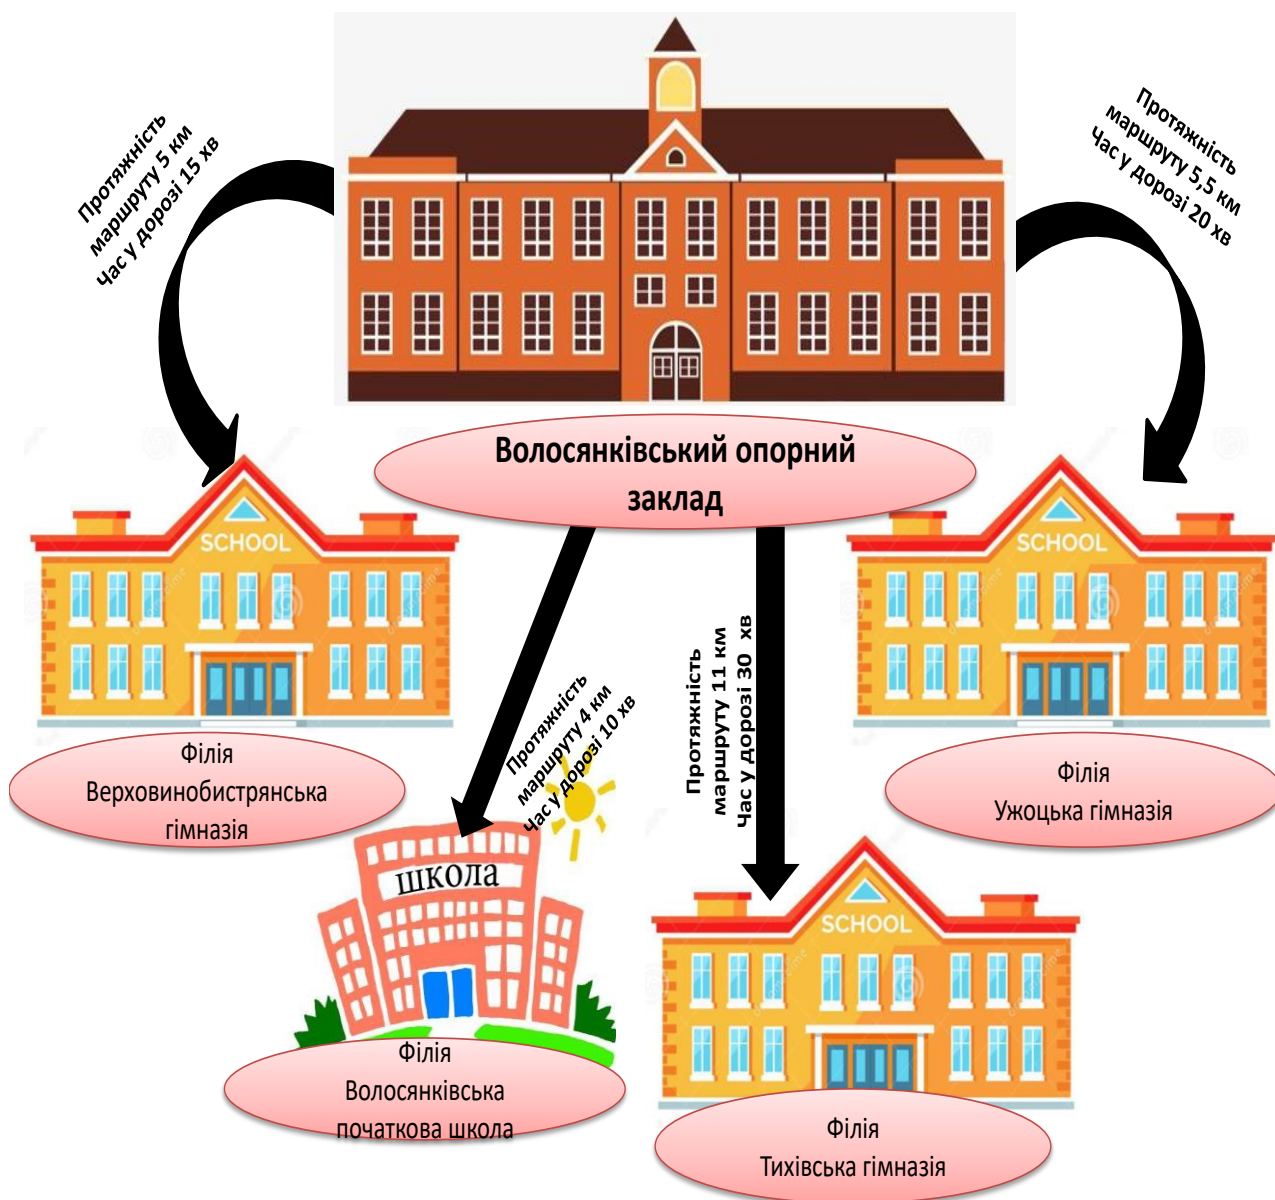 Протяжність
маршруту 5 км
Час у дорозі 15 хв
Протяжність
маршруту 5,5 км
Час у дорозі 20 хв
Волосянківський опорний
заклад
SCHOOL
SCHOOL
Філія
Верховинобистрянська
гімназія
Протяжність
маршруту 4 км
Час у дорозі 10 хв
Протяжність
маршруту 11 км
Час у дорозі 30 хв
Філія
Ужоцька гімназія
школа
SCHOOL
Філія
Волосянківська
початкова школа
Філія
Тихівська гімназія